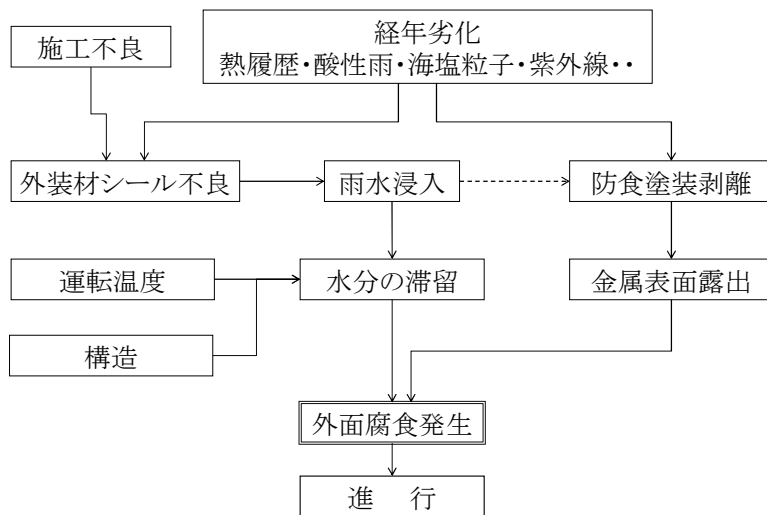 施工不良
経年劣化
熱履歴・酸性雨・海塩粒子・紫外線・・
外装材シール不良
雨水浸入
防食塗装剥離
運転温度
水分の滞留
金属表面露出
構造
外面腐食発生
進 行